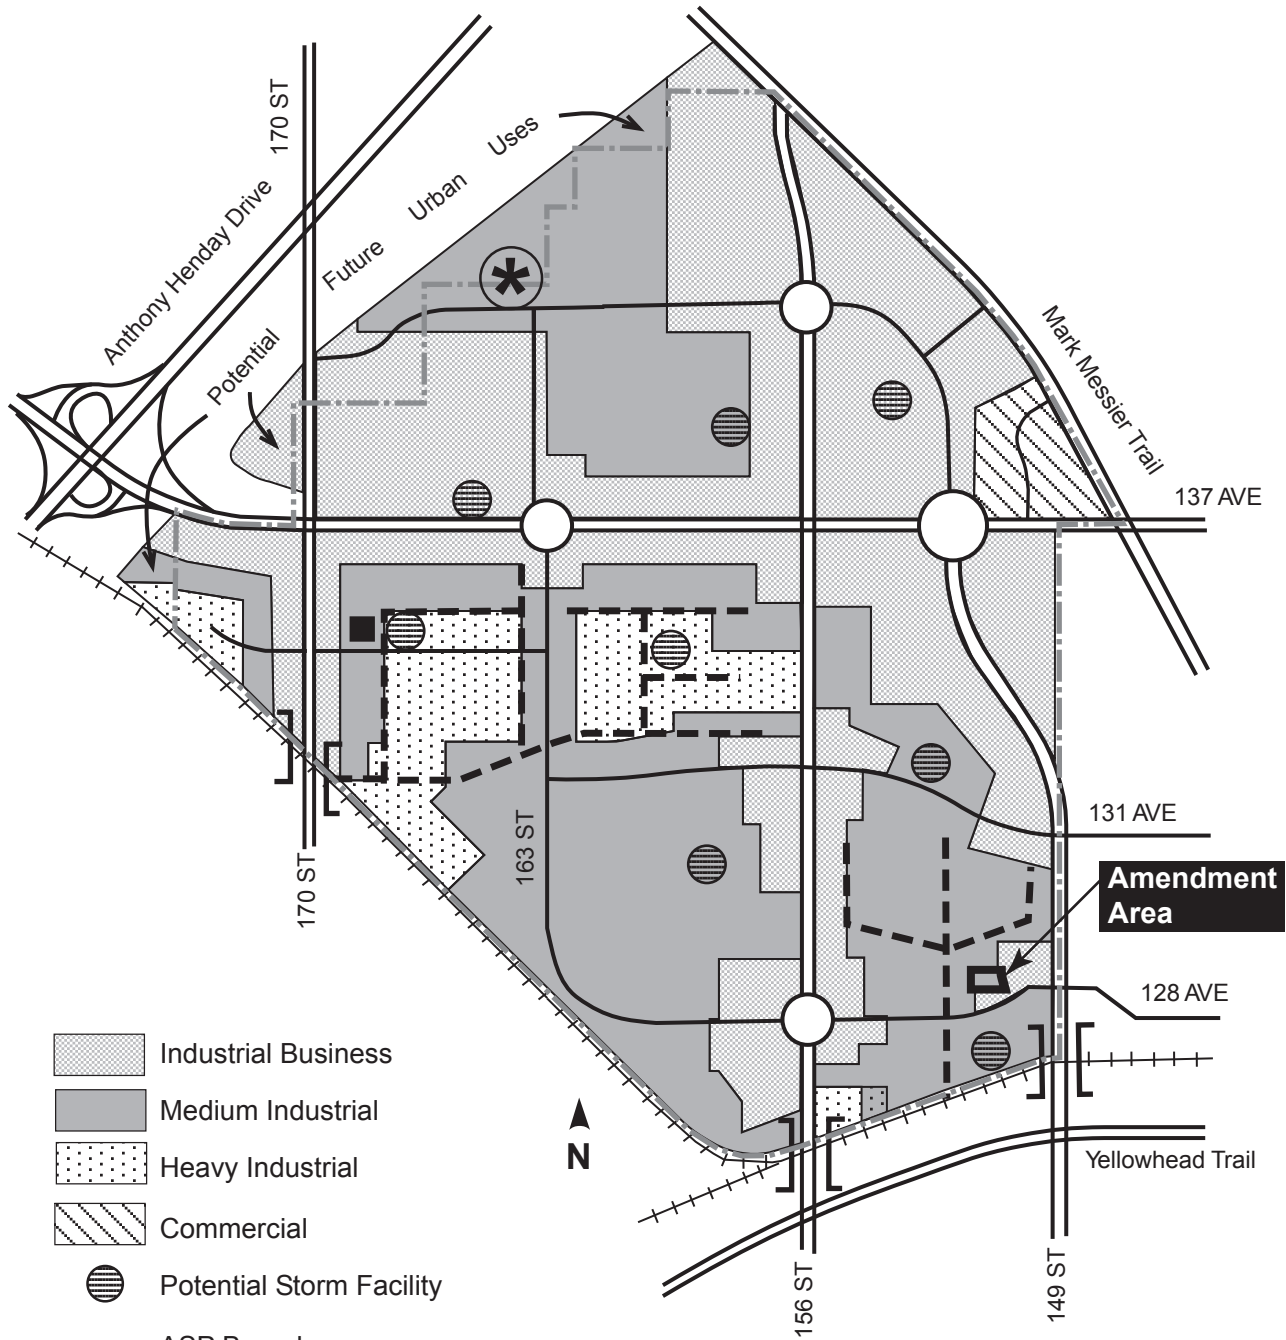 170 ST
Anthony Henday Drive
Potential
Future
Urban
Uses
Mark Messier Trail
137 AVE
131 AVE
163 ST
170 ST
Amendment
Area
128 AVE
Yellowhead Trail
156 ST
149 ST
N
Industrial Business
Medium Industrial
Heavy Industrial
Commercial
Potential Storm Facility